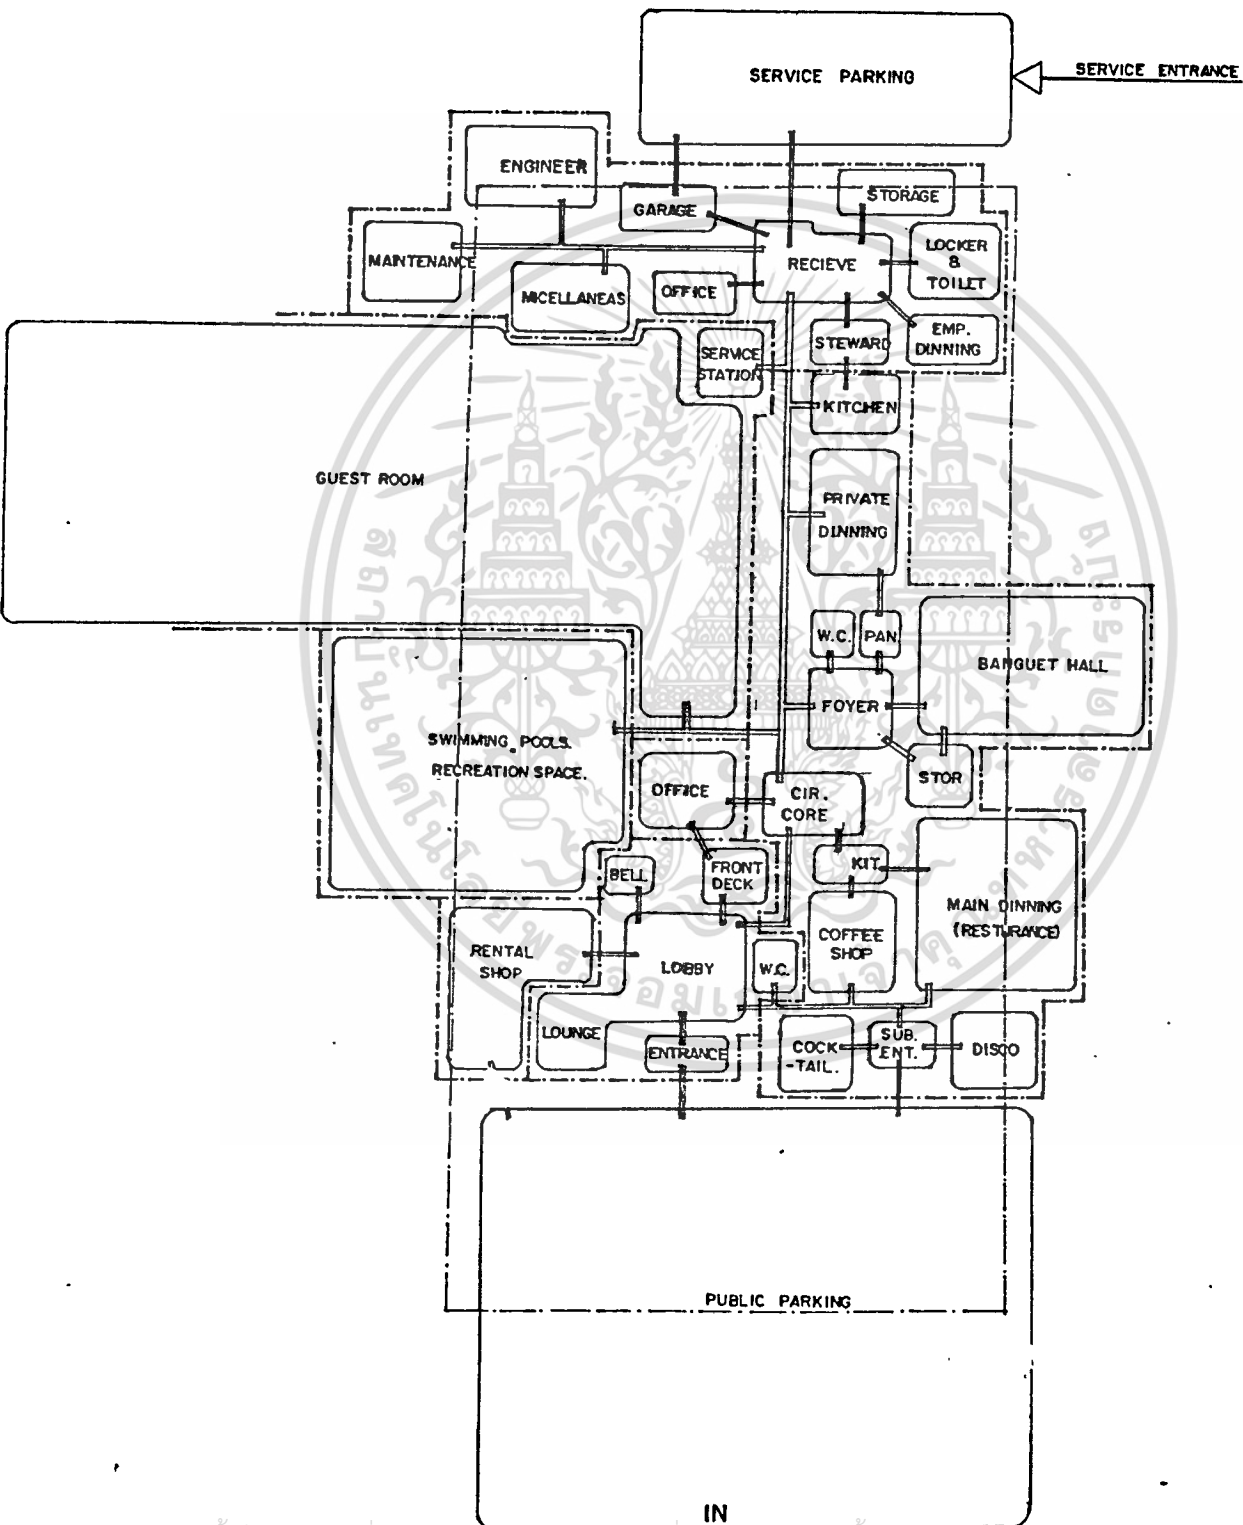 SERVICE PARKING
SERVICE ENTRANCE
ENGINEER
GARAGE
STORAGE
MAINTENANCE
MICELLANEAS
OFFICE
RECIEVE
LOCKER
&
TOILET
EMP.
DINNING
STEWARD
SERVICE
STATION
KITCHEN
GUEST ROOM
PRIVATE
DINNING
W.C.
PAN.
BANGUET HALL
FOYER
SWIMMING POOLS.
RECREATION SPACE.
STOR
OFFICE
CIR.
CORE
BELL
FRONT
DECK
KIT.
MAIN DINNING
(RESTURANCE)
COFFEE
SHOP
RENTAL
SHOP
LOBBY
W.C.
LOUNGE
ENTRANCE
COCK
-TAIL.
SUB.
ENT.
DISCO
PUBLIC PARKING
IN